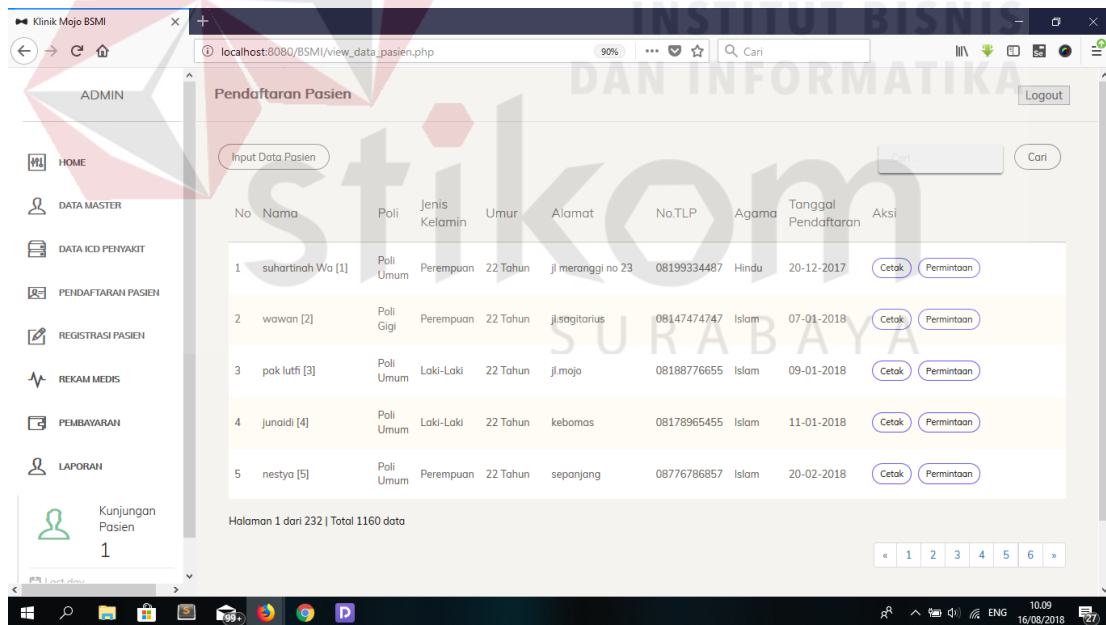 INSTITUT BISNIS
DAN INFORMATIKA
stikom
SURABAYA
Klinik Mojo BSMI
localhost:8080/BSMI/view_data_pasien.php
90%
Cari
ADMIN
Pendaftaran Pasien
Logout
HOME
DATA MASTER
DATA ICD PENYAKIT
PENDAFTARAN PASIEN
REGISTRASI PASIEN
REKAM MEDIS
PEMBAYARAN
LAPORAN
Kunjungan
Pasien
1
Last day
Input Data Pasien
Cari
Cari
No Nama Poli Jenis Kelamin Umur Alamat No.TLP Agama Tanggal Pendaftaran Aksi
1 suhartinah Wa [1] Poli Umum Perempuan 22 Tahun jl meranggi no 23 08199334487 Hindu 20-12-2017 Cetak Permintaan
2 wawan [2] Poli Gigi Perempuan 22 Tahun jl.sagitarius 08147474747 Islam 07-01-2018 Cetak Permintaan
3 pak lutfi [3] Poli Umum Laki-Laki 22 Tahun jl.mojo 08188776655 Islam 09-01-2018 Cetak Permintaan
4 junaidi [4] Poli Umum Laki-Laki 22 Tahun kebomas 08178965455 Islam 11-01-2018 Cetak Permintaan
5 nestya [5] Poli Umum Perempuan 22 Tahun sepanjang 08776786857 Islam 20-02-2018 Cetak Permintaan
Halaman 1 dari 232 | Total 1160 data
« 1 2 3 4 5 6 »
99+
ENG
10.09
16/08/2018
27